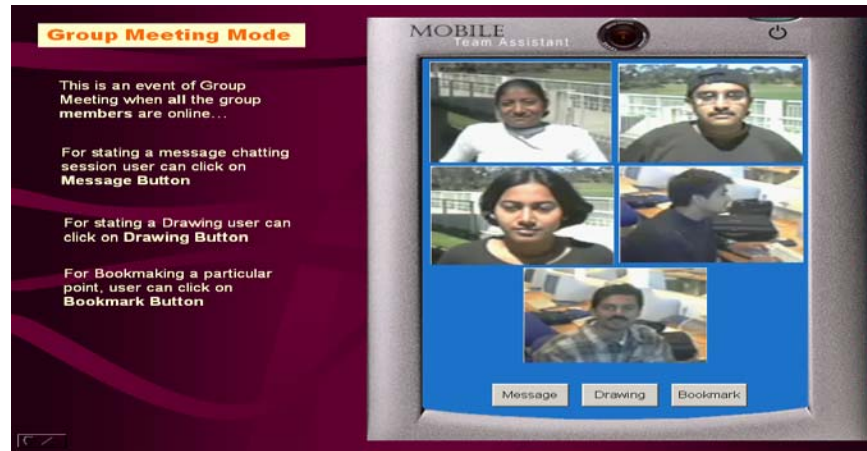 Group Meeting Mode
This is an event of Group
Meeting when all the group
members are online...
For stating a message chatting
session user can click on
Message Button
For stating a Drawing user can
click on Drawing Button
For Bookmaking a particular
point, user can click on
Bookmark Button
MOBILE
Team Assistant
Message Drawing Bookmark